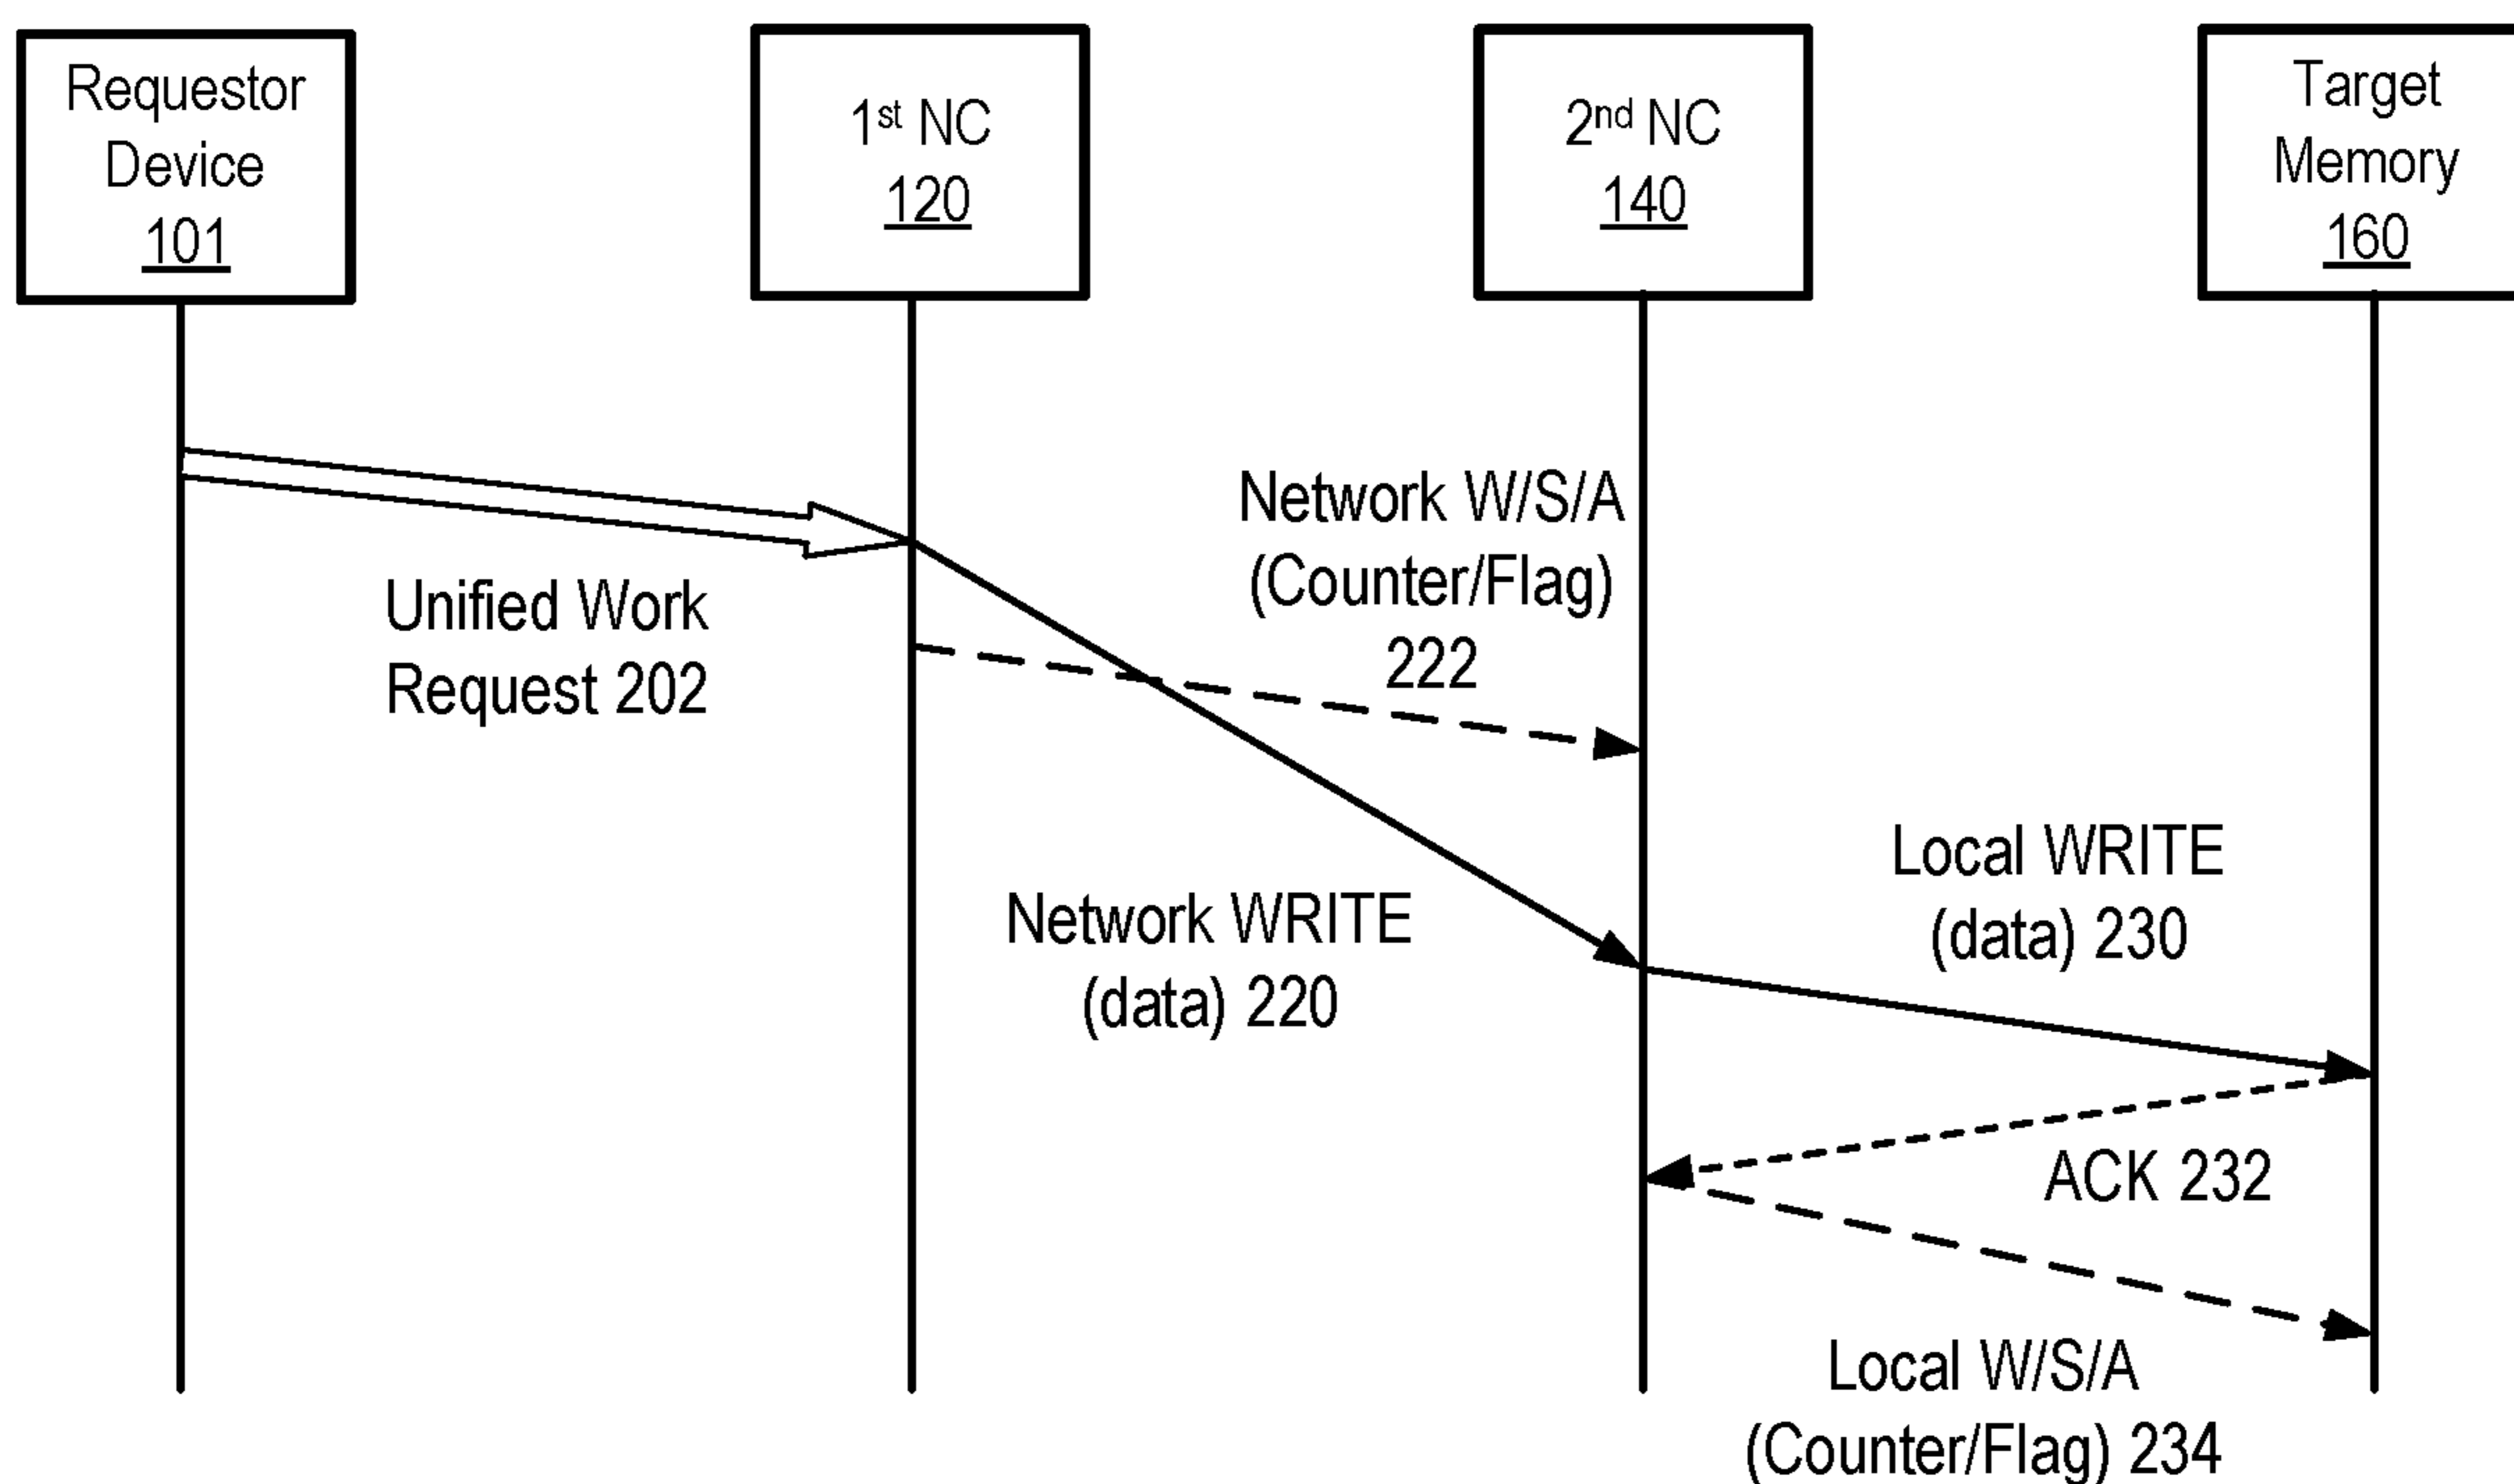 Requestor
Device
101
1st NC
120
2nd NC
140
Target
Memory
160
Unified Work
Request 202
Network W/S/A
(Counter/Flag)
222
Network WRITE
(data) 220
Local WRITE
(data) 230
ACK 232
Local W/S/A
(Counter/Flag) 234